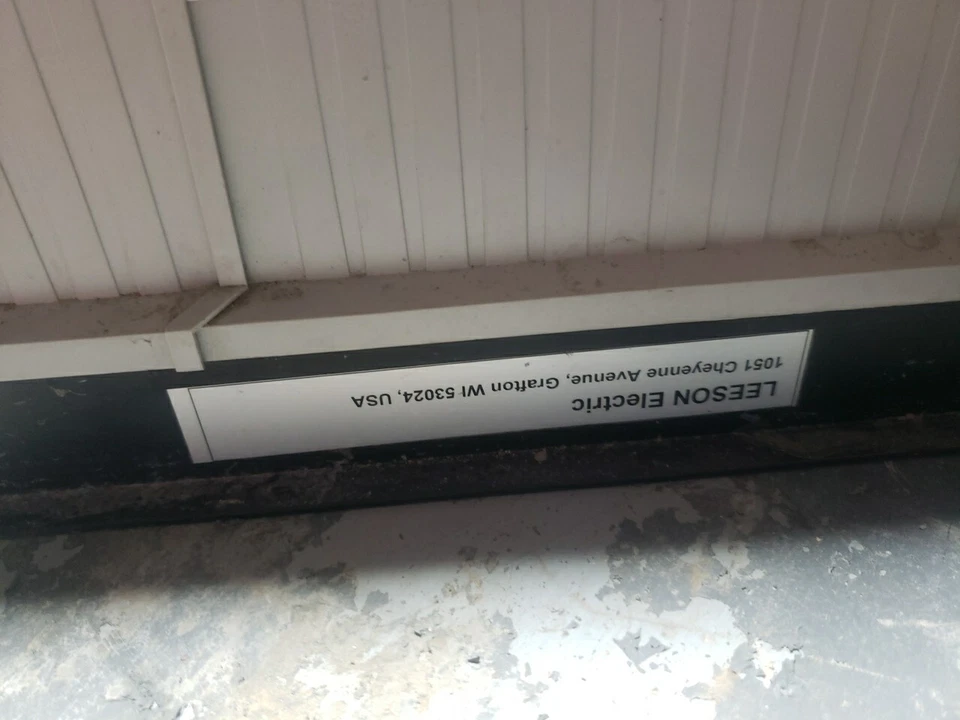 LEESON Electric
1051 Cheyenne Avenue, Grafton WI 53024, USA